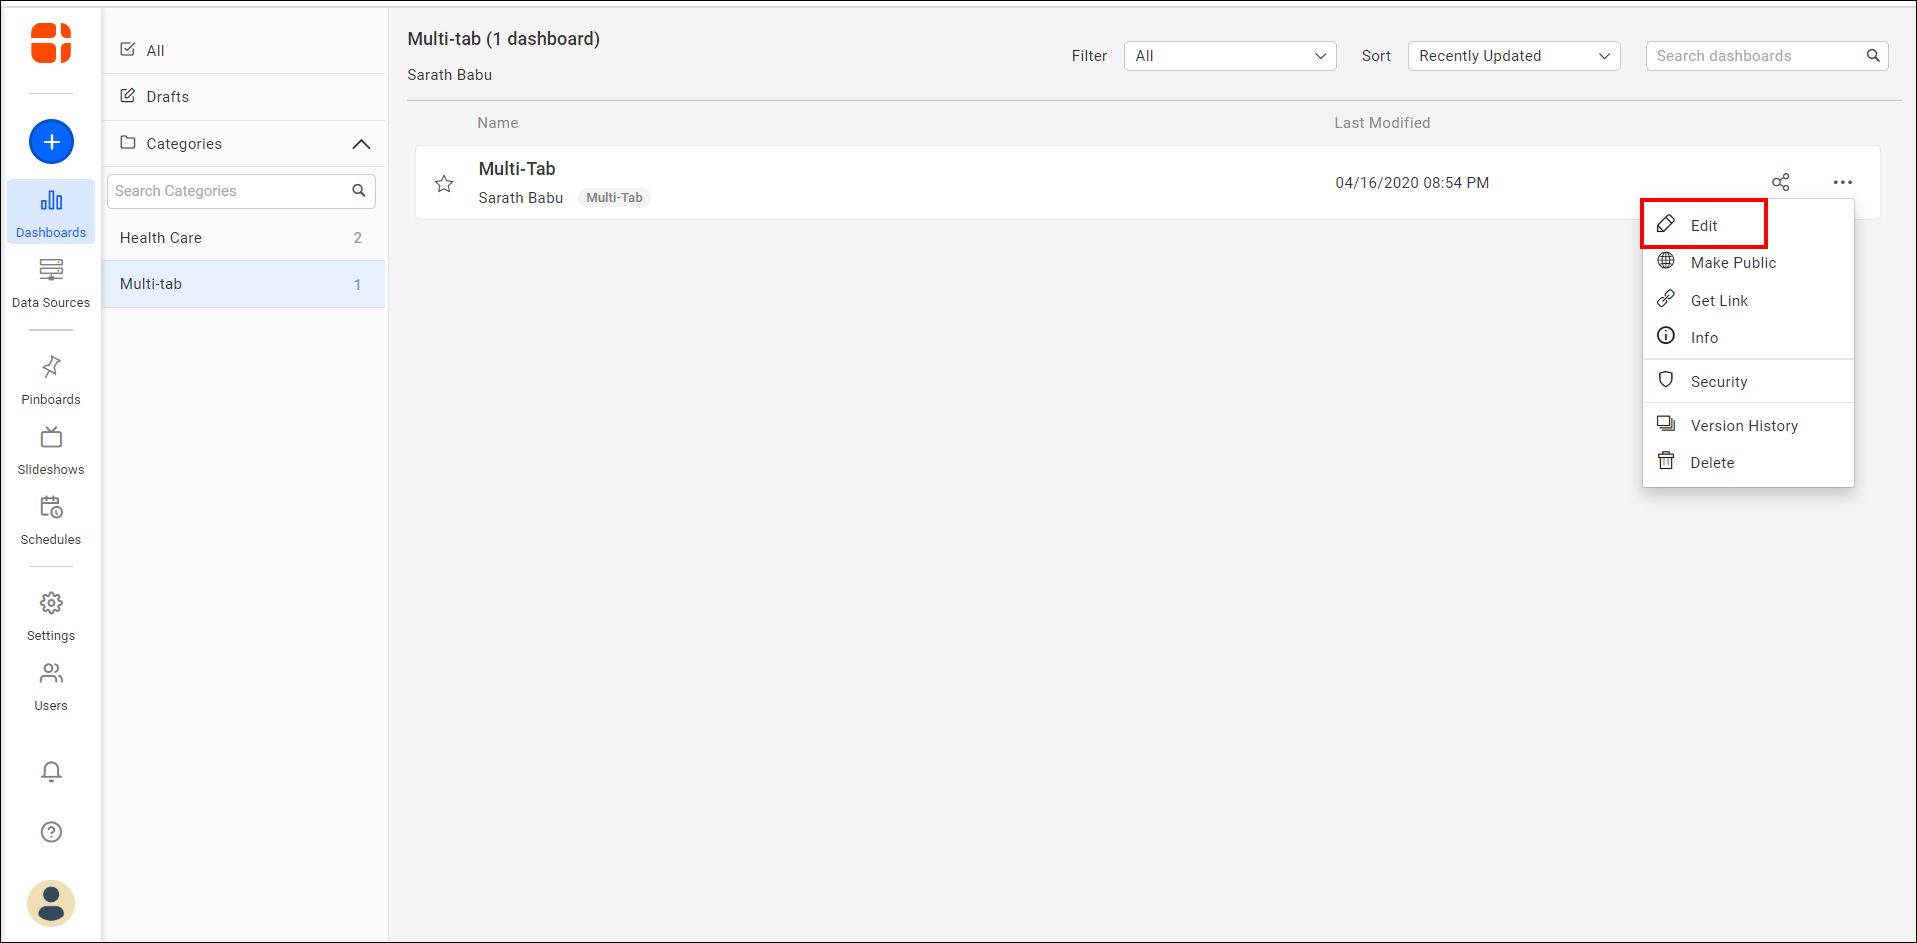 Dashboards
Data Sources
Pinboards
Slideshows
Schedules
Settings
Users
All
Drafts
Categories
Search Categories
Health Care 2
Multi-tab 1
Multi-tab (1 dashboard)
Sarath Babu
Filter All Sort Recently Updated Search dashboards
Name Last Modified
Multi-Tab
Sarath Babu Multi-Tab
04/16/2020 08:54 PM
Edit
Make Public
Get Link
Info
Security
Version History
Delete